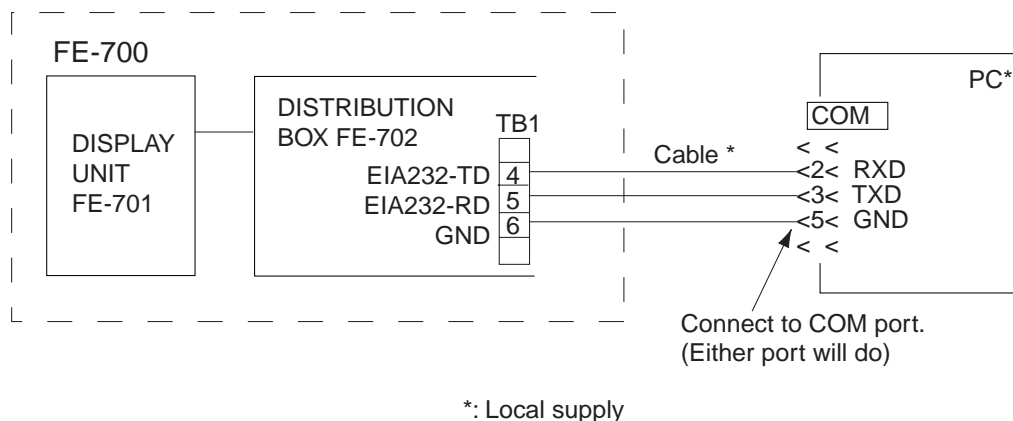 FE-700
DISPLAY
UNIT
FE-701
DISTRIBUTION
BOX FE-702
TB1
EIA232-TD 4
EIA232-RD 5
GND 6
Cable *
PC*
COM
< <
<2< RXD
<3< TXD
<5< GND
< <
Connect to COM port.
(Either port will do)
*: Local supply